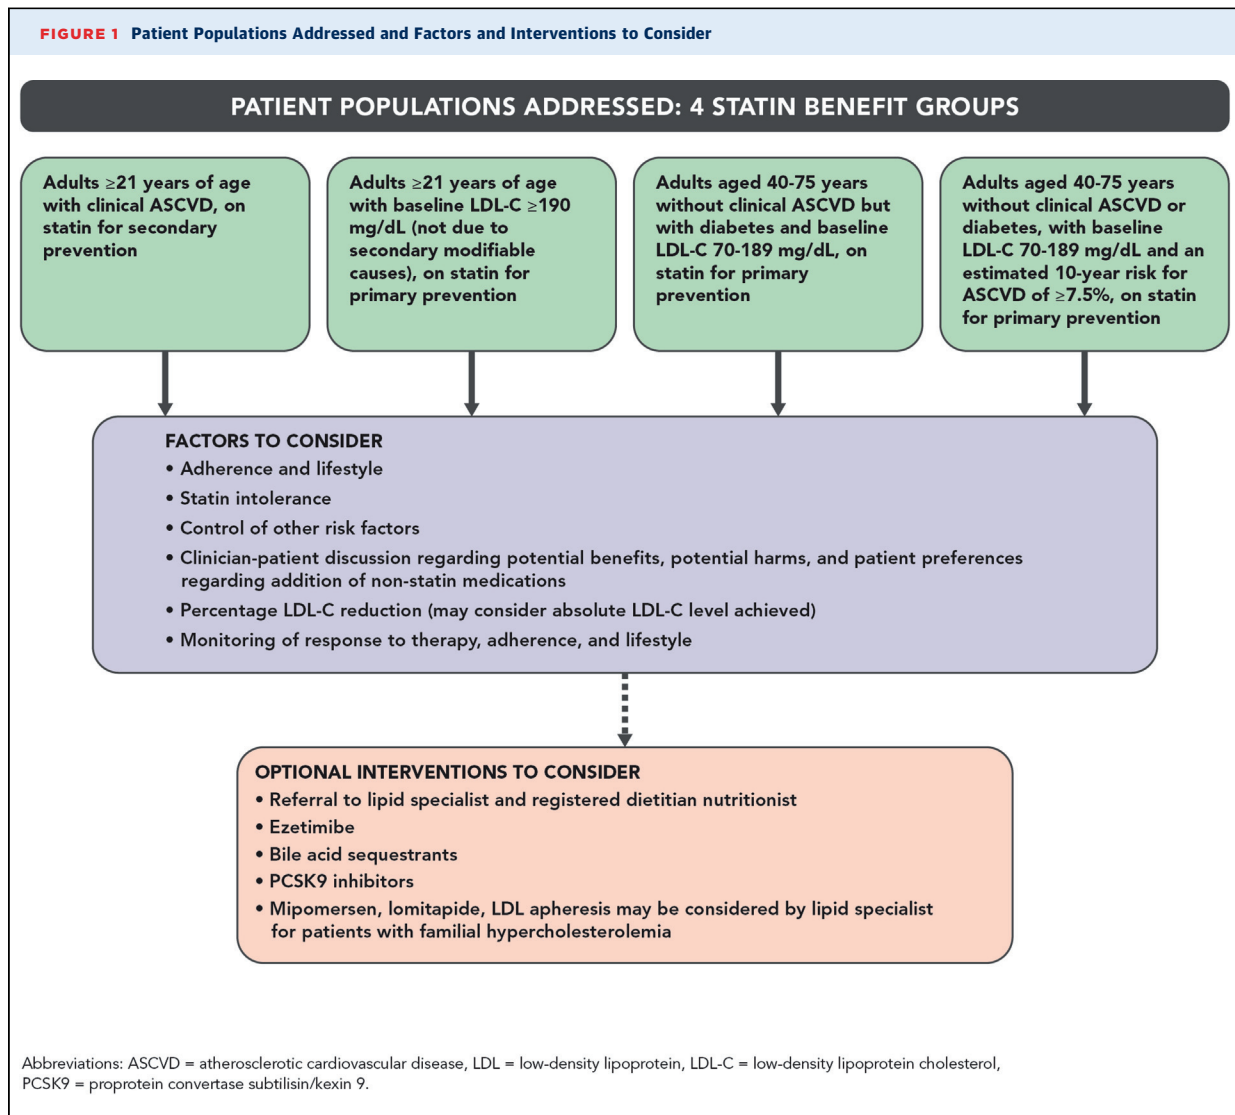 FIGURE 1 Patient Populations Addressed and Factors and Interventions to Consider
PATIENT POPULATIONS ADDRESSED: 4 STATIN BENEFIT GROUPS
Adults ≥21 years of age
with clinical ASCVD, on
statin for secondary
prevention
Adults ≥21 years of age
with baseline LDL-C ≥190
mg/dL (not due to
secondary modifiable
causes), on statin for
primary prevention
Adults aged 40-75 years
without clinical ASCVD but
with diabetes and baseline
LDL-C 70-189 mg/dL, on
statin for primary
prevention
Adults aged 40-75 years
without clinical ASCVD or
diabetes, with baseline
LDL-C 70-189 mg/dL and an
estimated 10-year risk for
ASCVD of ≥7.5%, on statin
for primary prevention
FACTORS TO CONSIDER
• Adherence and lifestyle
• Statin intolerance
• Control of other risk factors
• Clinician-patient discussion regarding potential benefits, potential harms, and patient preferences
regarding addition of non-statin medications
• Percentage LDL-C reduction (may consider absolute LDL-C level achieved)
• Monitoring of response to therapy, adherence, and lifestyle
OPTIONAL INTERVENTIONS TO CONSIDER
• Referral to lipid specialist and registered dietitian nutritionist
• Ezetimibe
• Bile acid sequestrants
• PCSK9 inhibitors
• Mipomersen, lomitapide, LDL apheresis may be considered by lipid specialist
for patients with familial hypercholesterolemia
Abbreviations: ASCVD = atherosclerotic cardiovascular disease, LDL = low-density lipoprotein, LDL-C = low-density lipoprotein cholesterol,
PCSK9 = proprotein convertase subtilisin/kexin 9.